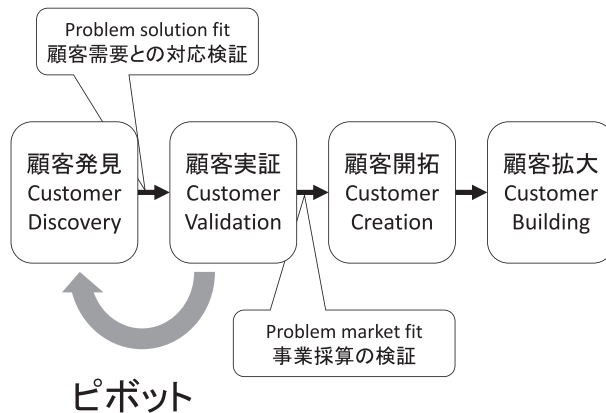 Problem solution fit
顧客需要との対応検証
顧客発見
Customer
Discovery
顧客実証
Customer
Validation
顧客開拓
Customer
Creation
顧客拡大
Customer
Building
Problem market fit
事業採算の検証
ピボット